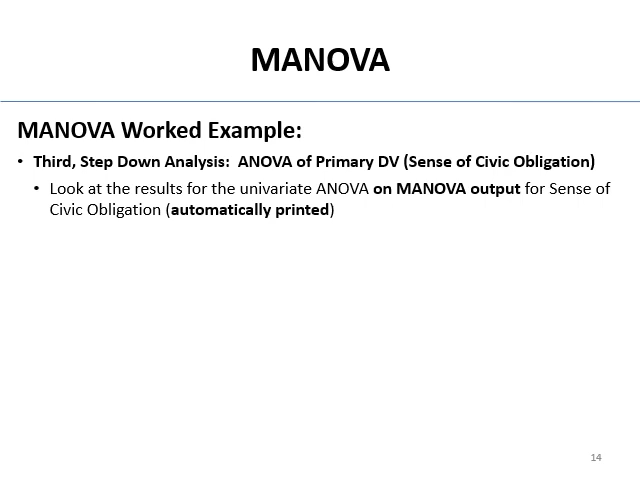 MANOVA
MANOVA Worked Example:
• Third, Step Down Analysis:  ANOVA of Primary DV (Sense of Civic Obligation)
• Look at the results for the univariate ANOVA on MANOVA output for Sense of
Civic Obligation (automatically printed)
14